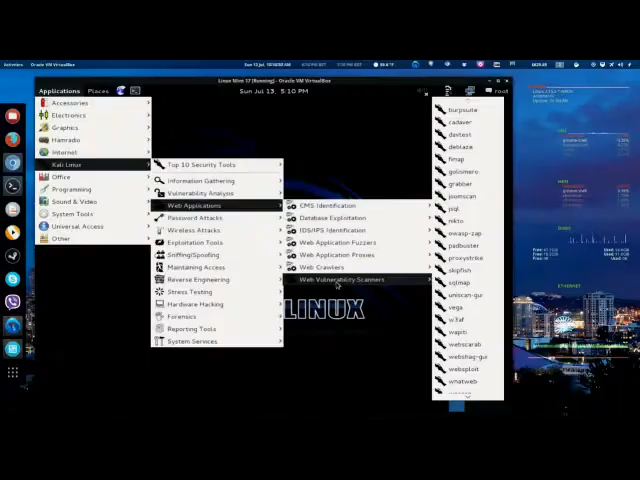 Activities Oracle VM VirtualBox
Linux Mint 17 [Running] - Oracle VM VirtualBox
Applications Places
Sun Jul 13, 5:10 PM
root
Accessories
Electronics
Graphics
Hamradio
Internet
Kali Linux
Office
Programming
Sound & Video
System Tools
Universal Access
Other
Top 10 Security Tools
Information Gathering
Vulnerability Analysis
Web Applications
Password Attacks
Wireless Attacks
Exploitation Tools
Sniffing/Spoofing
Maintaining Access
Reverse Engineering
Stress Testing
Hardware Hacking
Forensics
Reporting Tools
System Services
CMS Identification
Database Exploitation
IDS/IPS Identification
Web Application Fuzzers
Web Application Proxies
Web Crawlers
Web Vulnerability Scanners
burpsuite
cadaver
davtest
deblaze
fimap
golismero
grabber
joomscan
jsql
nikto
owasp-zap
padbuster
proxystrike
skipfish
sqlmap
uniscan-gui
vega
w3af
wapiti
webscarab
webshag-gui
websploit
whatweb
LINUX
ETHERNET